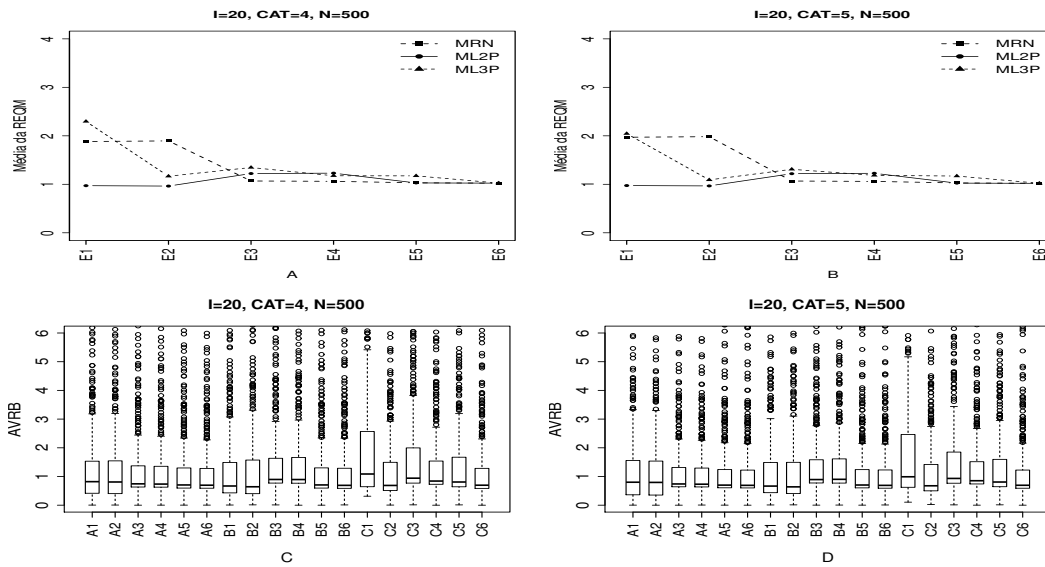 I=20, CAT=4, N=500
Média da REQM
4
3
2
1
0
MRN
ML2P
ML3P
E1 E2 E3 E4 E5 E6
A
I=20, CAT=5, N=500
Média da REQM
4
3
2
1
0
MRN
ML2P
ML3P
E1 E2 E3 E4 E5 E6
B
I=20, CAT=4, N=500
AVRB
6
5
4
3
2
1
0
A1 A2 A3 A4 A5 A6 B1 B2 B3 B4 B5 B6 C1 C2 C3 C4 C5 C6
C
I=20, CAT=5, N=500
AVRB
6
5
4
3
2
1
0
A1 A2 A3 A4 A5 A6 B1 B2 B3 B4 B5 B6 C1 C2 C3 C4 C5 C6
D